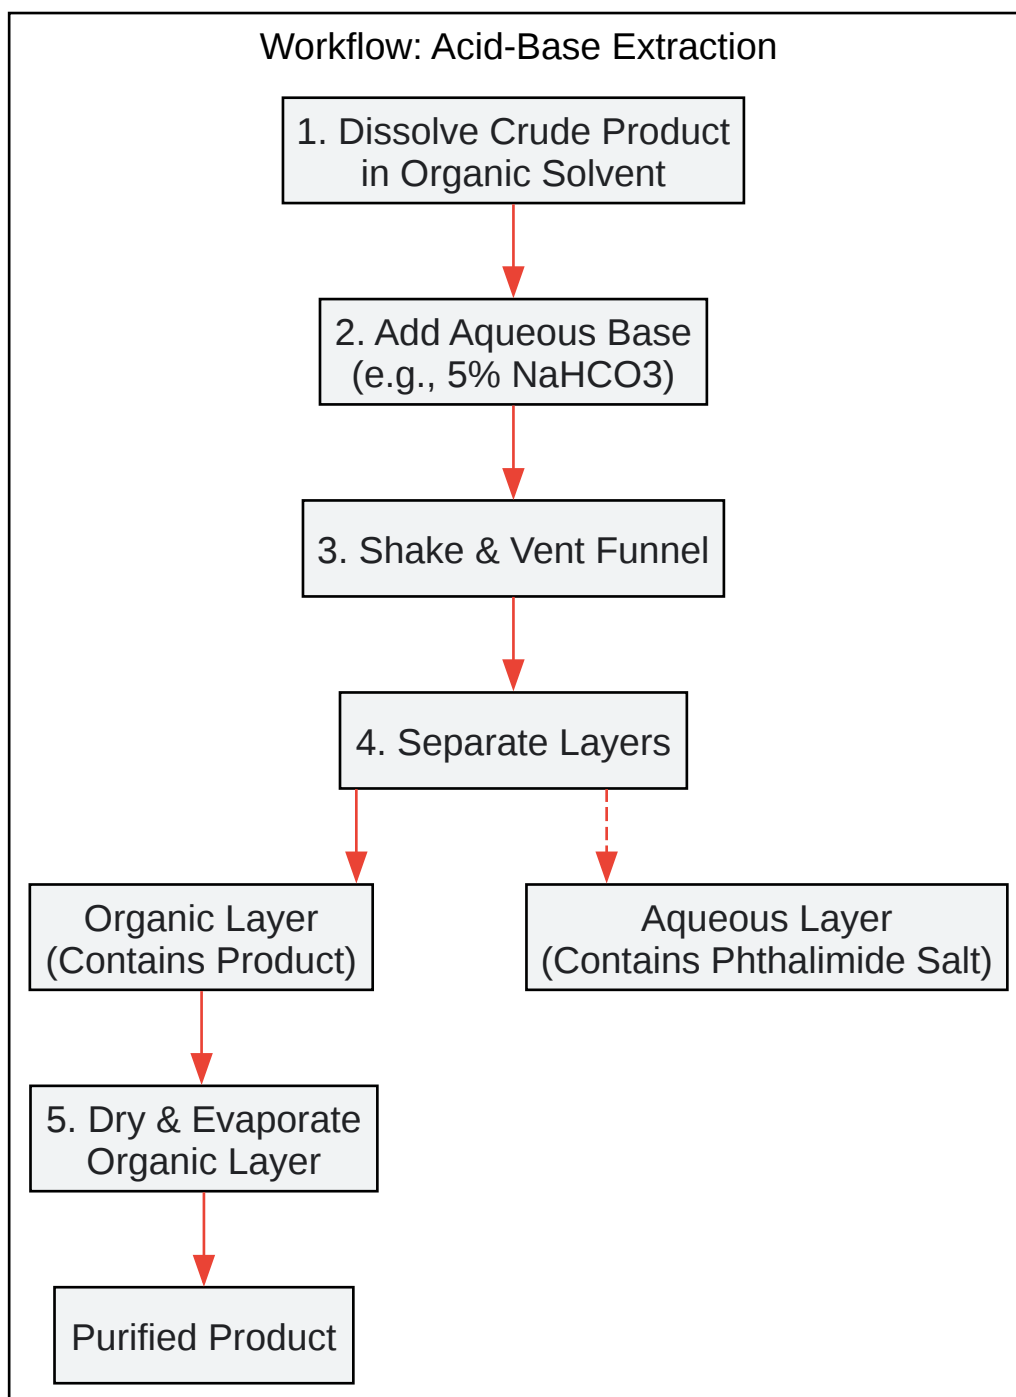 Workflow: Acid-Base Extraction
1. Dissolve Crude Product
in Organic Solvent
2. Add Aqueous Base
(e.g., 5% NaHCO3)
3. Shake & Vent Funnel
4. Separate Layers
Organic Layer
(Contains Product)
Aqueous Layer
(Contains Phthalimide Salt)
5. Dry & Evaporate
Organic Layer
Purified Product